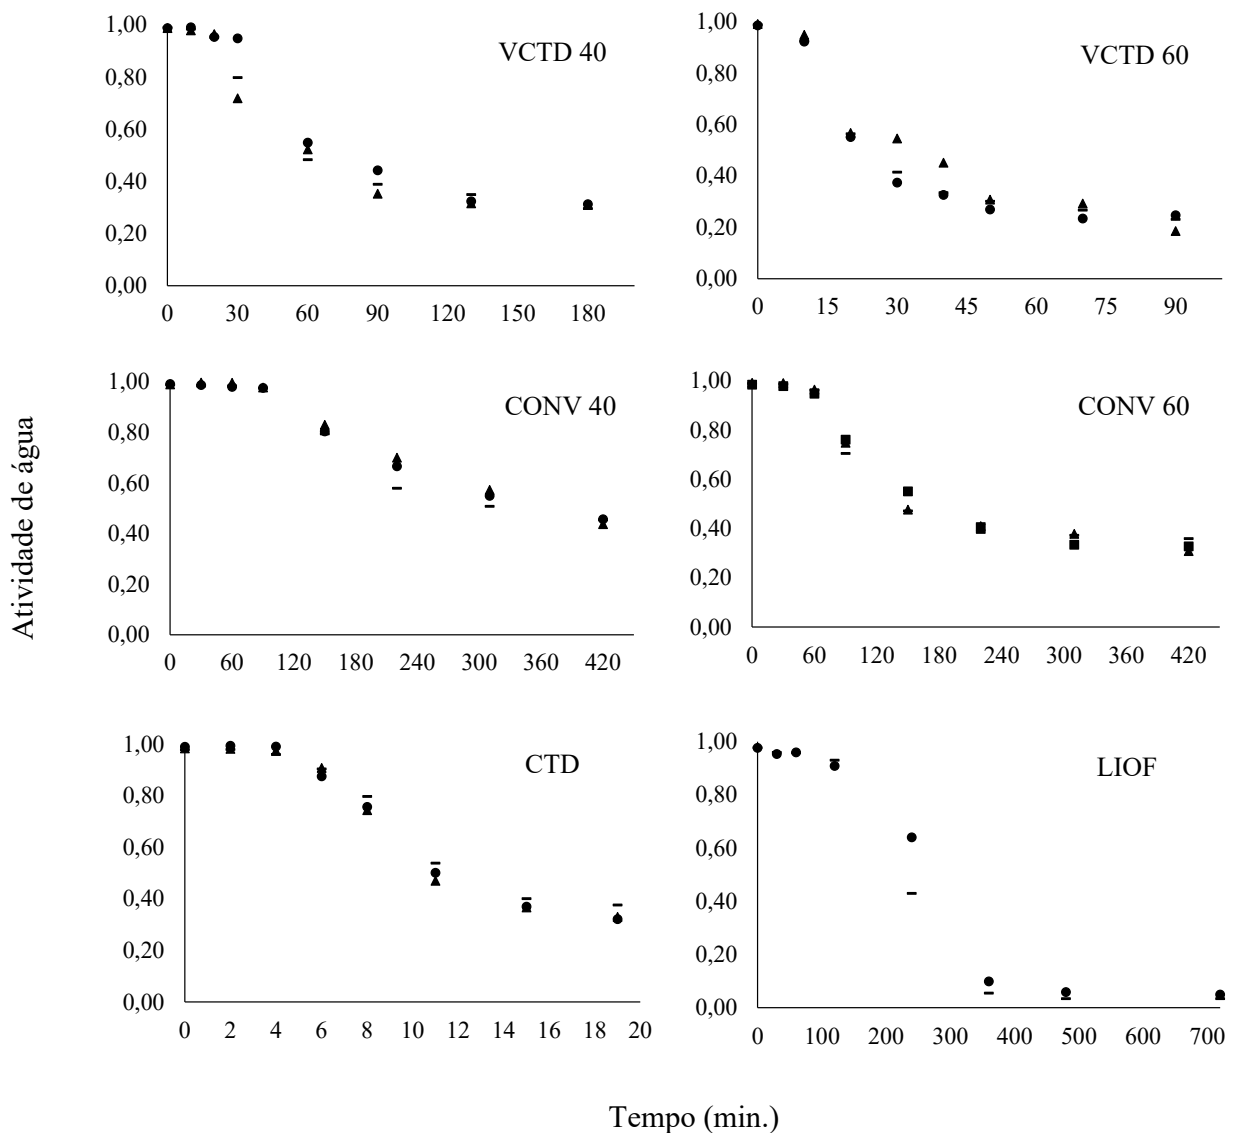 VCTD 40
1,00
0,80
0,60
0,40
0,20
0,00
0 30 60 90 120 150 180
VCTD 60
1,00
0,80
0,60
0,40
0,20
0,00
0 15 30 45 60 75 90
Atividade de água
CONV 40
1,00
0,80
0,60
0,40
0,20
0,00
0 60 120 180 240 300 360 420
CONV 60
1,00
0,80
0,60
0,40
0,20
0,00
0 60 120 180 240 300 360 420
CTD
1,00
0,80
0,60
0,40
0,20
0,00
0 2 4 6 8 10 12 14 16 18 20
LIOF
1,00
0,80
0,60
0,40
0,20
0,00
0 100 200 300 400 500 600 700
Tempo (min.)